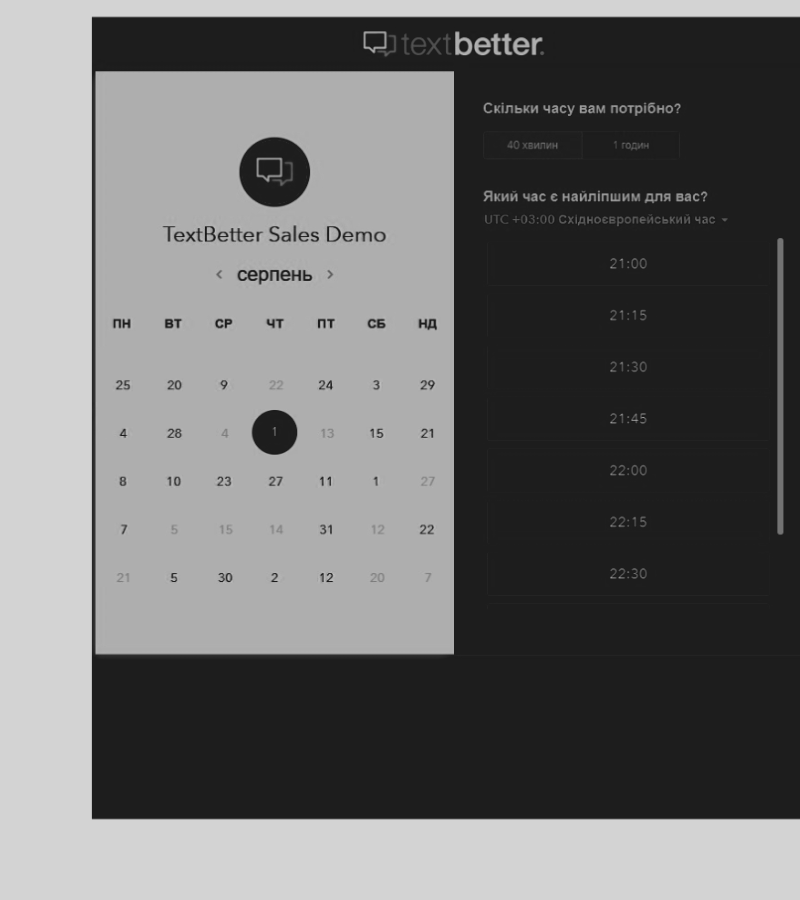 textbetter.
TextBetter Sales Demo
серпень
ПН ВТ СР ЧТ ПТ СБ НД
25 20 9 22 24 3 29
4 28 4 1 13 15 21
8 10 23 27 11 1 27
7 5 15 14 31 12 22
21 5 30 2 12 20 7
Скільки часу вам потрібно?
40 хвилин 1 годин
Який час є найліпшим для вас?
UTC +03:00 Східноєвропейський час
21:00
21:15
21:30
21:45
22:00
22:15
22:30